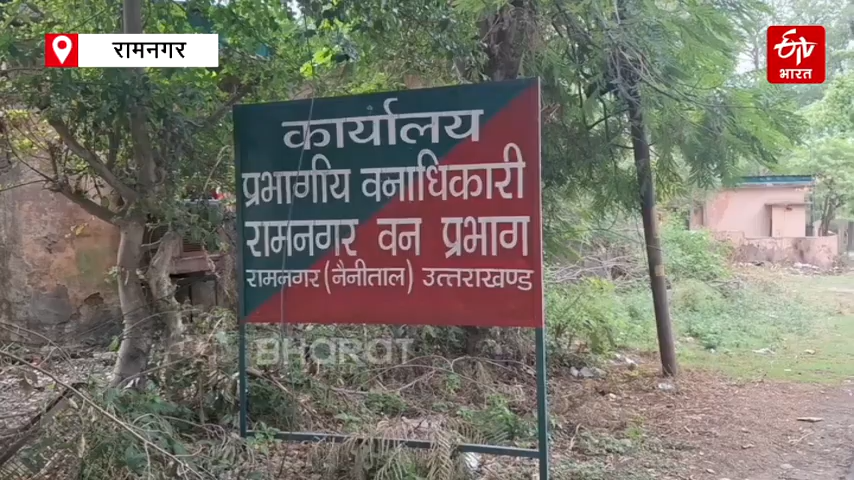 रामनगर
ETV
भारत
कार्यालय
प्रभागीय वनाधिकारी
रामनगर वन प्रभाग
रामनगर (नैनीताल) उत्तराखण्ड
BHARAT